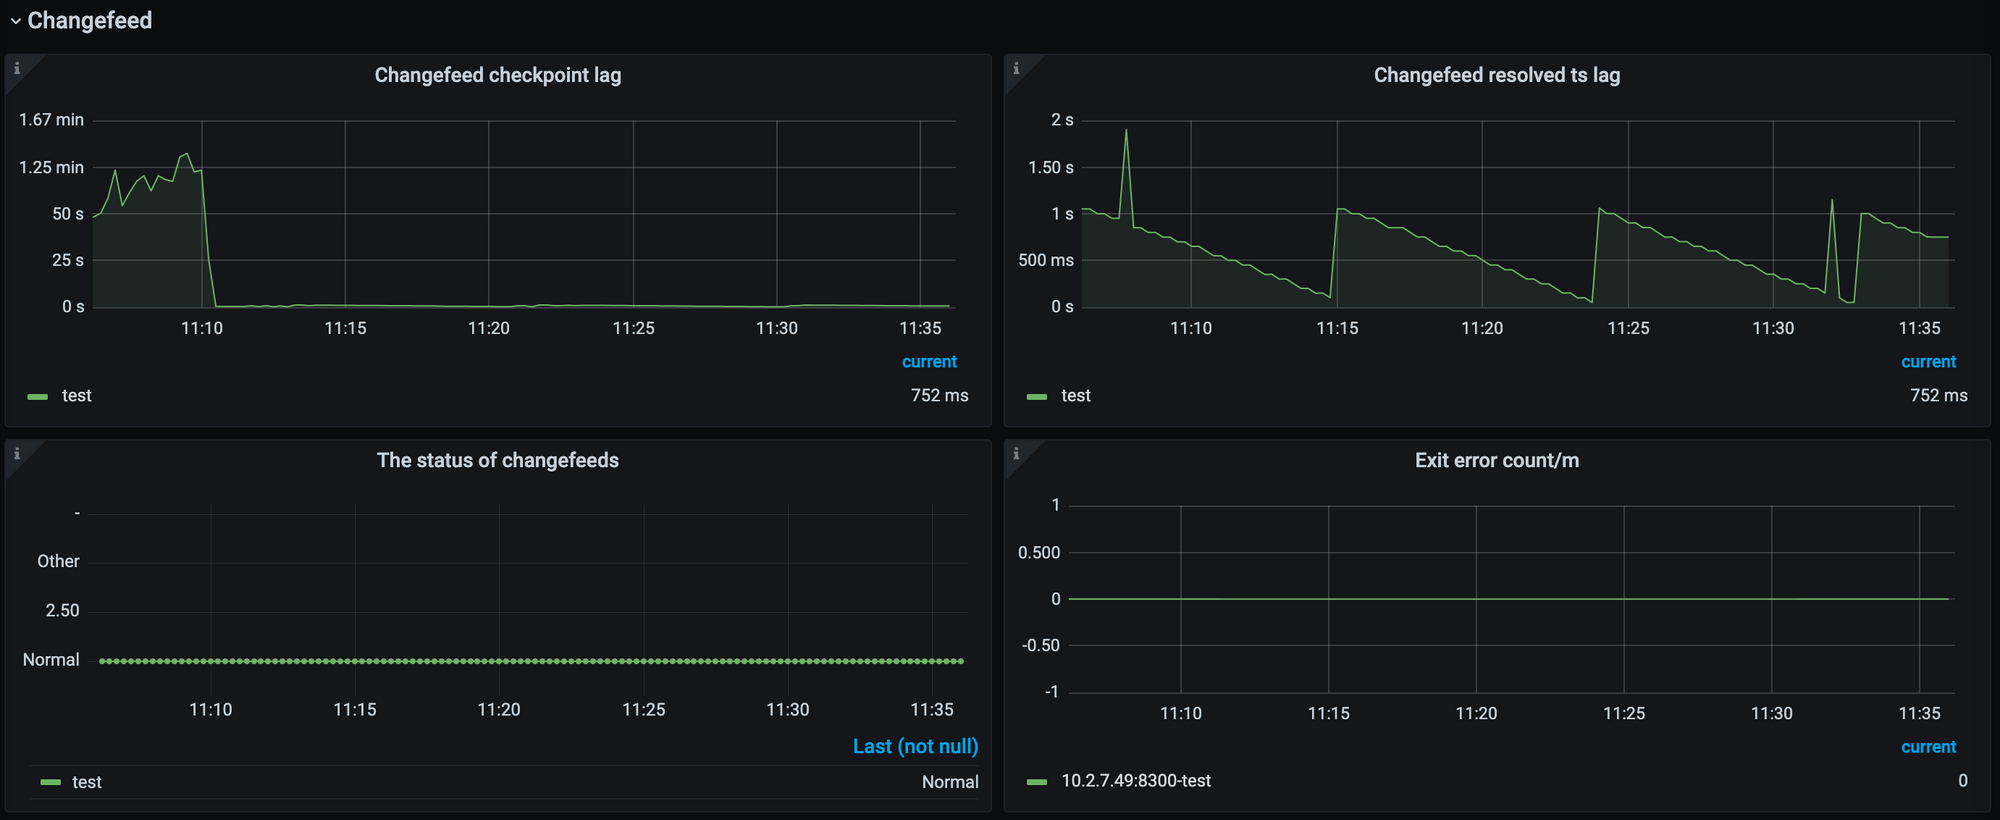 Changefeed
Changefeed checkpoint lag
1.67 min
1.25 min
50 s
25 s
0 s
11:10 11:15 11:20 11:25 11:30 11:35
current
test 752 ms
Changefeed resolved ts lag
2 s
1.50 s
1 s
500 ms
0 s
11:10 11:15 11:20 11:25 11:30 11:35
current
test 752 ms
The status of changefeeds
-
Other
2.50
Normal
11:10 11:15 11:20 11:25 11:30 11:35
Last (not null)
test Normal
Exit error count/m
1
0.500
0
-0.50
-1
11:10 11:15 11:20 11:25 11:30 11:35
current
10.2.7.49:8300-test 0